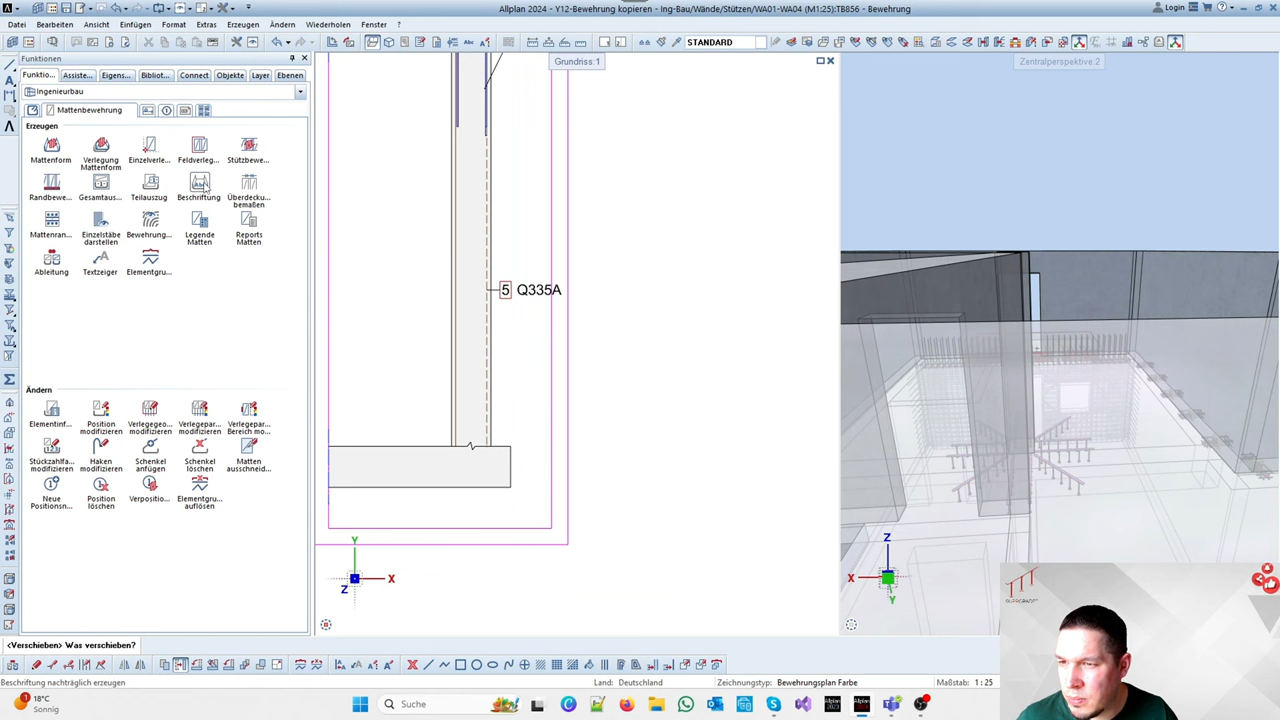 Allplan 2024 - Y12-Bewehrung kopieren - Ing-Bau/Wände/Stützen/WA01-WA04 (M1:25):TB856 - Bewehrung
Login
Datei Bearbeiten Einfügen Format Extras Erzeugen Ändern Wiederholen Fenster ?
STANDARD
Funktionen
Funktio... Assiste... Eigens... Bibliot... Connect Objekte Layer Ebenen
Ingenieurbau
Mattenbewehrung
Erzeugen
Mattenform Verlegung Mattenform Einzelverle... Feldverleg... Stützbewe...
Randbewe... Gesamtaus... Teilauszug Beschriftung Überdecku... bemaßen
Mattenran... Einzelstäbe darstellen Bewehrung... Legende Matten Reports Matten
Ableitung Textzeiger Elementgru...
Ändern
Elementinf... Position modifizieren Verlegegeo... modifizieren Verlegepar... modifizieren Verlegepar... Bereich mo...
Stückzahlfa... modifizieren Haken modifizieren Schenkel anfügen Schenkel löschen Matten ausschneid...
Neue Positionsn... Position löschen Verpositio... Elementgru... auflösen
Grundriss:1
Zentralperspektive:2
5 Q335A
Y
X
Z
Z
X
Y
<Verschieben> Was verschieben?
Beschriftung nachträglich erzeugen
Land: Deutschland
Zeichnungstyp: Bewehrungsplan Farbe
Maßstab: 1 : 25
18°C
Sonnig
Suche